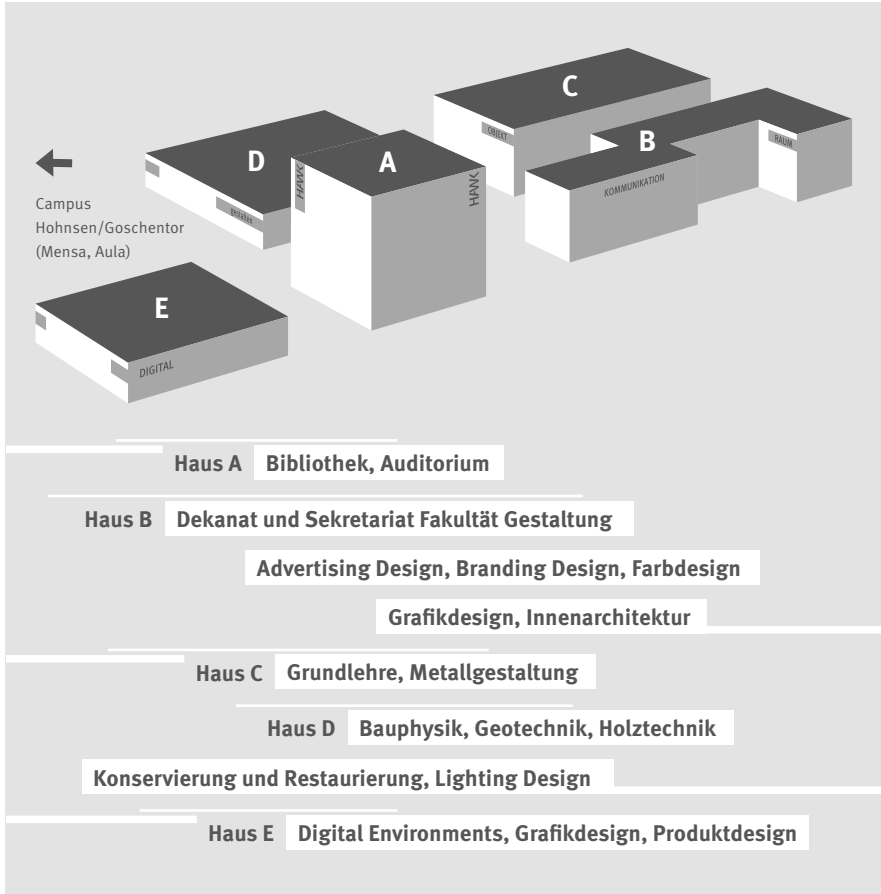 C
OBJEKT
B
RAUM
D
A
HAWK
HAWK
KOMMUNIKATION
gestalten
Campus
Hohnsen/Goschentor
(Mensa, Aula)
E
DIGITAL
Haus A Bibliothek, Auditorium
Haus B Dekanat und Sekretariat Fakultät Gestaltung
Advertising Design, Branding Design, Farbdesign
Grafikdesign, Innenarchitektur
Haus C Grundlehre, Metallgestaltung
Haus D Bauphysik, Geotechnik, Holztechnik
Konservierung und Restaurierung, Lighting Design
Haus E Digital Environments, Grafikdesign, Produktdesign